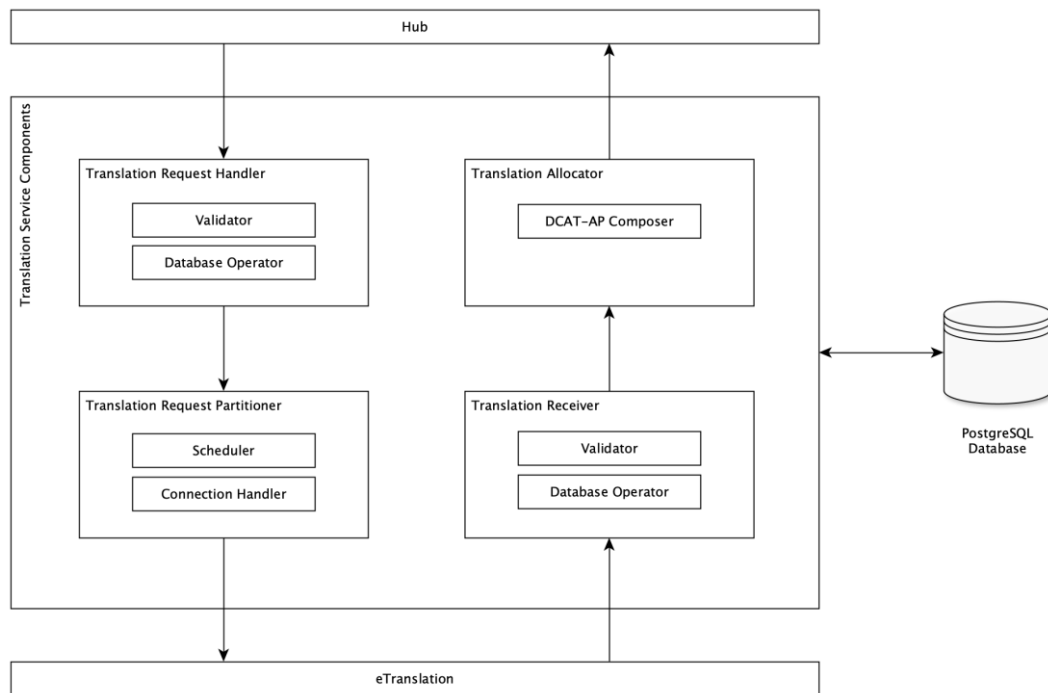 Hub
Translation Service Components
Translation Request Handler
Validator
Database Operator
Translation Allocator
DCAT-AP Composer
Translation Request Partitioner
Scheduler
Connection Handler
Translation Receiver
Validator
Database Operator
PostgreSQL
Database
eTranslation